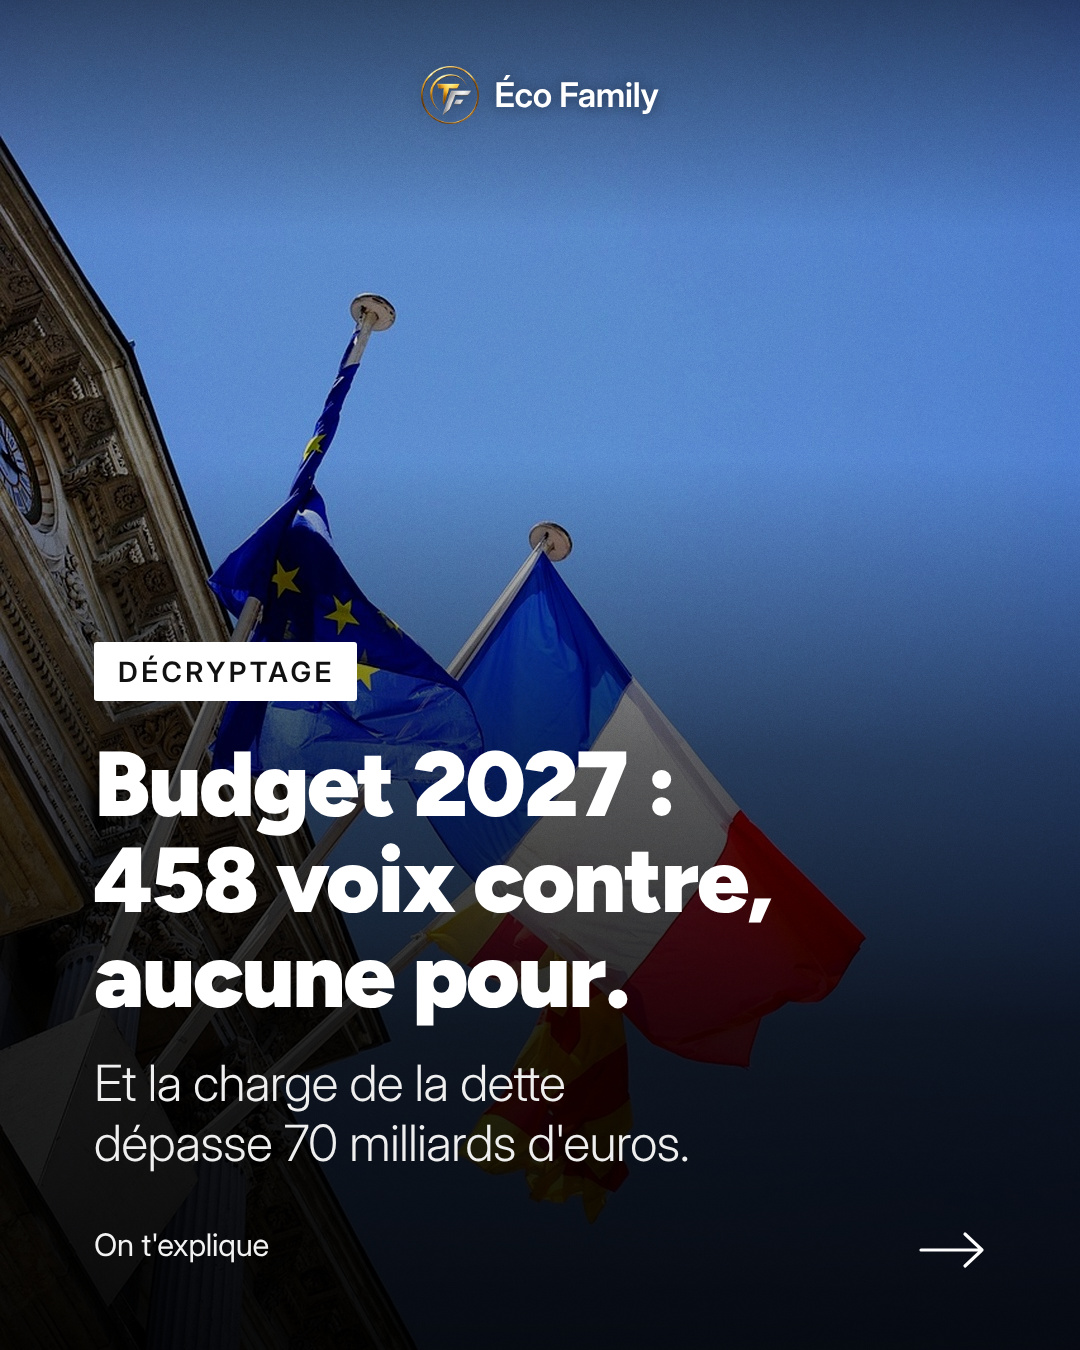 Éco Family
DÉCRYPTAGE
Budget 2027 :
458 voix contre,
aucune pour.
Et la charge de la dette
dépasse 70 milliards d'euros.
On t'explique